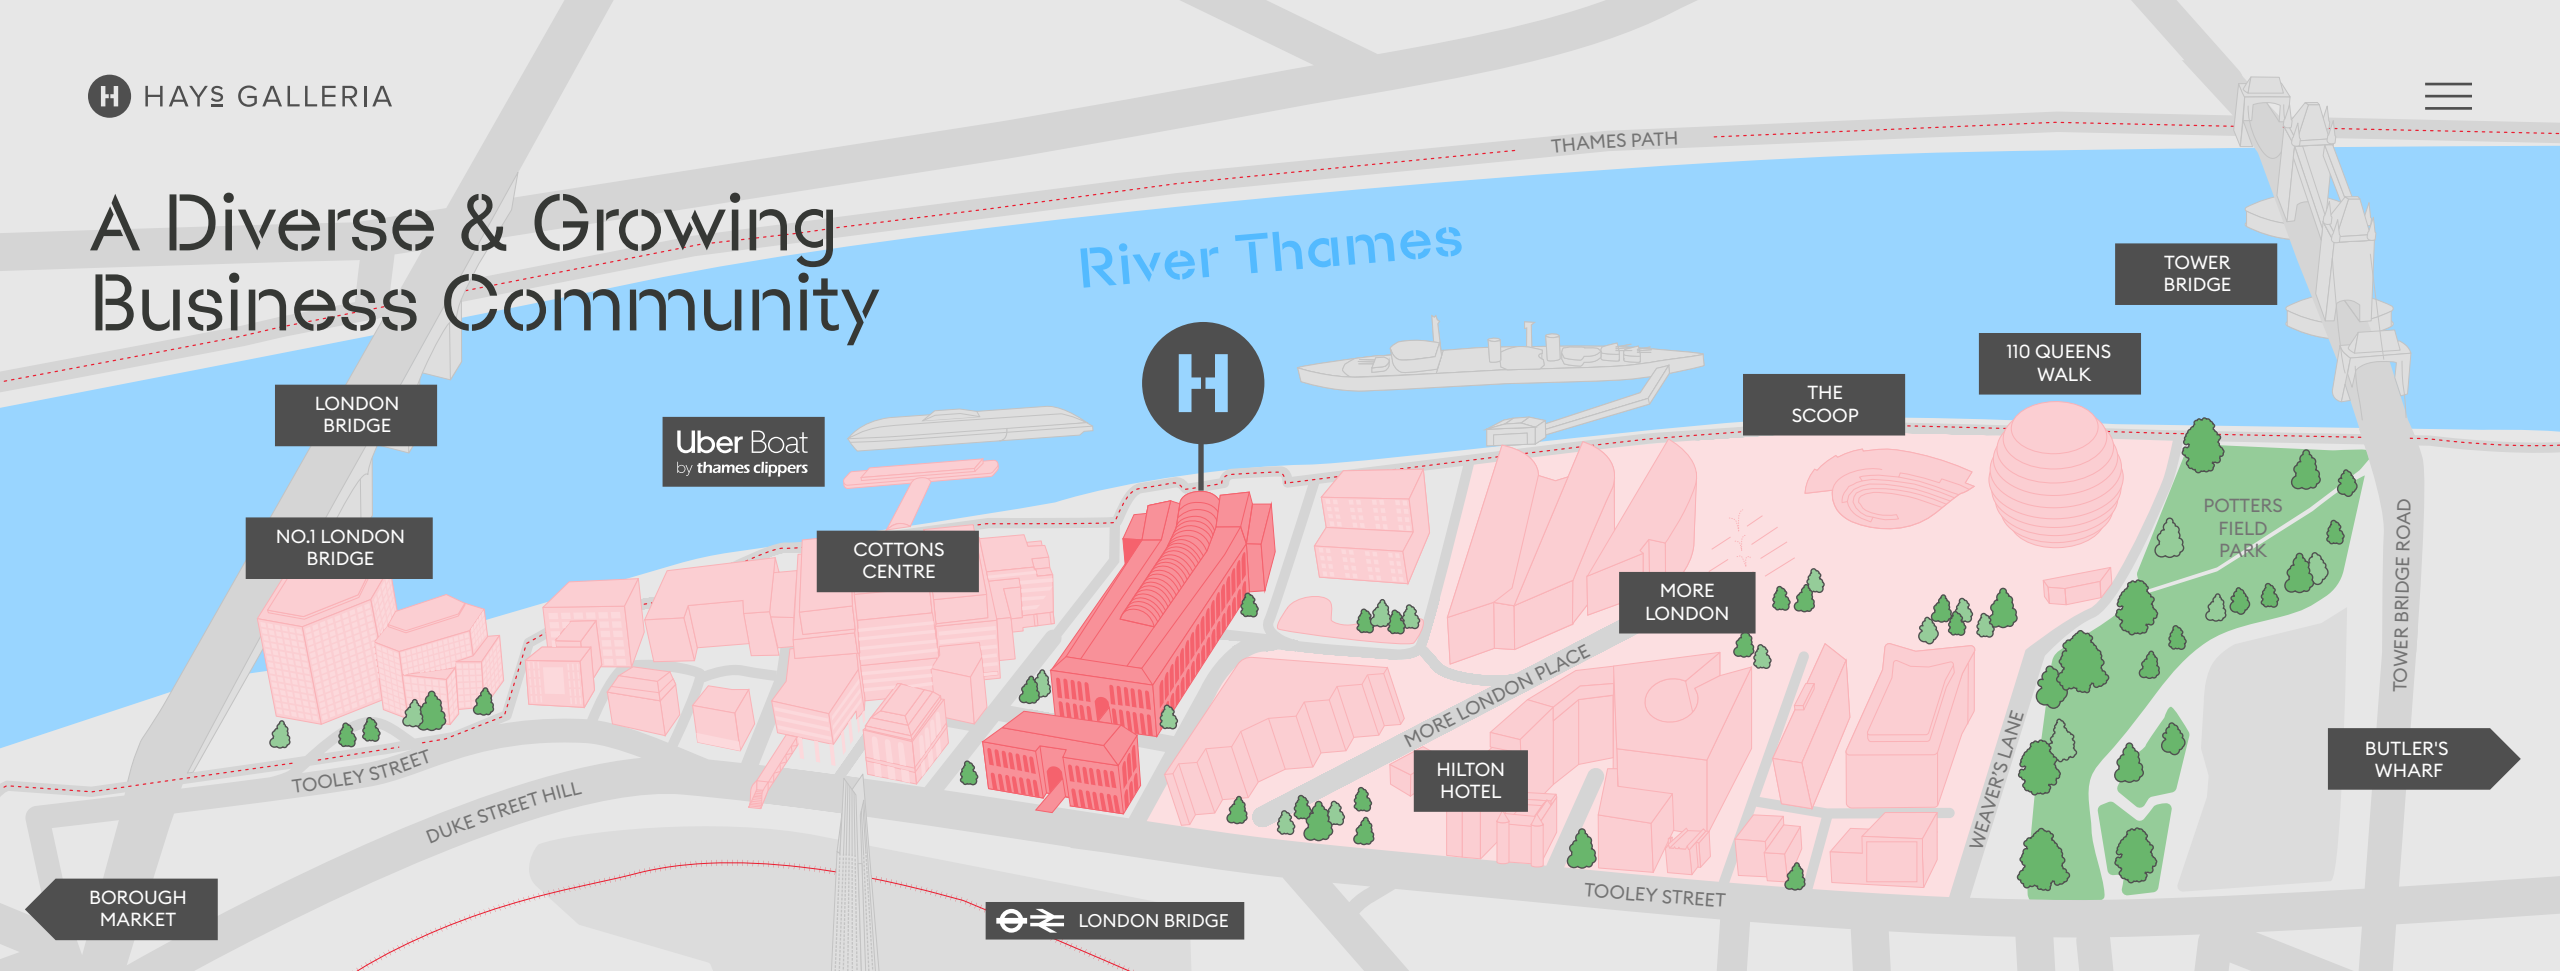 H HAYS GALLERIA
THAMES PATH
A Diverse & Growing
Business Community
River Thames
TOWER
BRIDGE
110 QUEENS
WALK
H
THE
SCOOP
LONDON
BRIDGE
Uber Boat
by thames clippers
NO.1 LONDON
BRIDGE
COTTONS
CENTRE
POTTERS
FIELD
PARK
TOWER BRIDGE ROAD
MORE
LONDON
MORE LONDON PLACE
TOOLEY STREET
WEAVER'S LANE
BUTLER'S
WHARF
HILTON
HOTEL
DUKE STREET HILL
BOROUGH
MARKET
LONDON BRIDGE
TOOLEY STREET